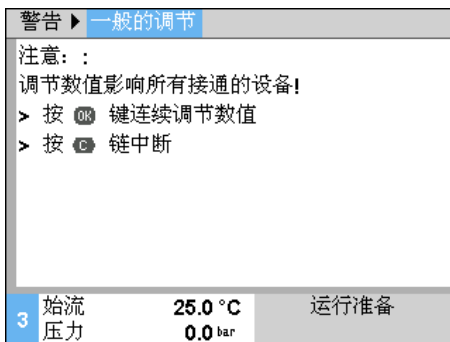 警告 ▶ 一般的调节
注意: :
调节数值影响所有接通的设备!
> 按 OK 键连续调节数值
> 按 C 链中断
3 始流 25.0 °C 运行准备
压力 0.0 bar